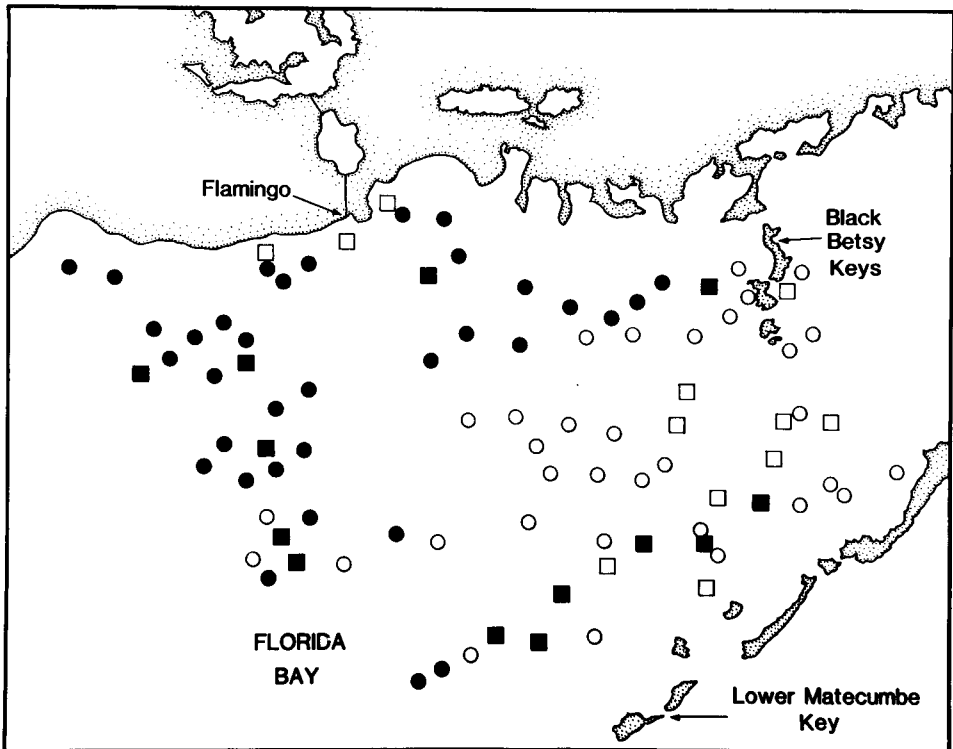 Flamingo
Black
Betsy
Keys
FLORIDA
BAY
Lower Matecumbe
Key